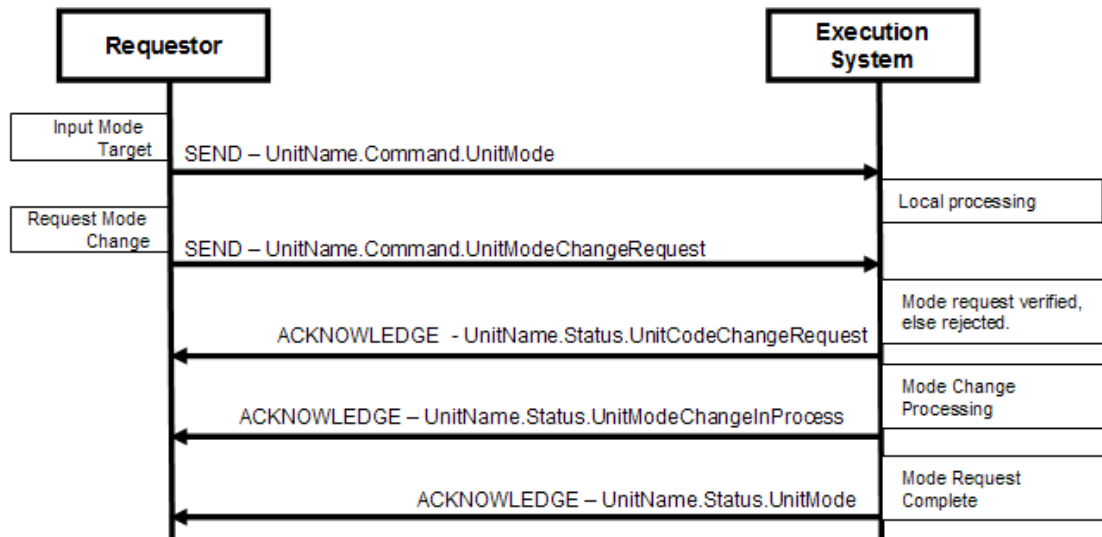 Requestor
Execution
System
Input Mode
Target
SEND – UnitName.Command.UnitMode
Local processing
Request Mode
Change
SEND – UnitName.Command.UnitModeChangeRequest
Mode request verified,
else rejected.
ACKNOWLEDGE - UnitName.Status.UnitCodeChangeRequest
Mode Change
Processing
ACKNOWLEDGE – UnitName.Status.UnitModeChangeInProcess
Mode Request
Complete
ACKNOWLEDGE – UnitName.Status.UnitMode